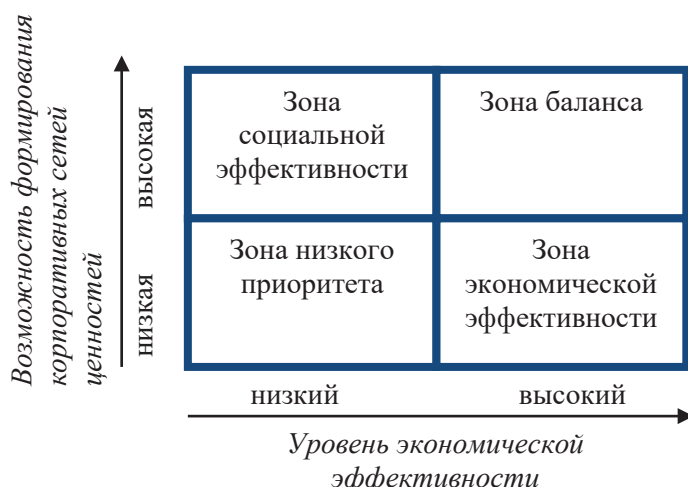 Возможность формирования
корпоративных сетей
ценностей
высокая
низкая
Зона
социальной
эффективности
Зона баланса
Зона низкого
приоритета
Зона
экономической
эффективности
низкий
высокий
Уровень экономической
эффективности